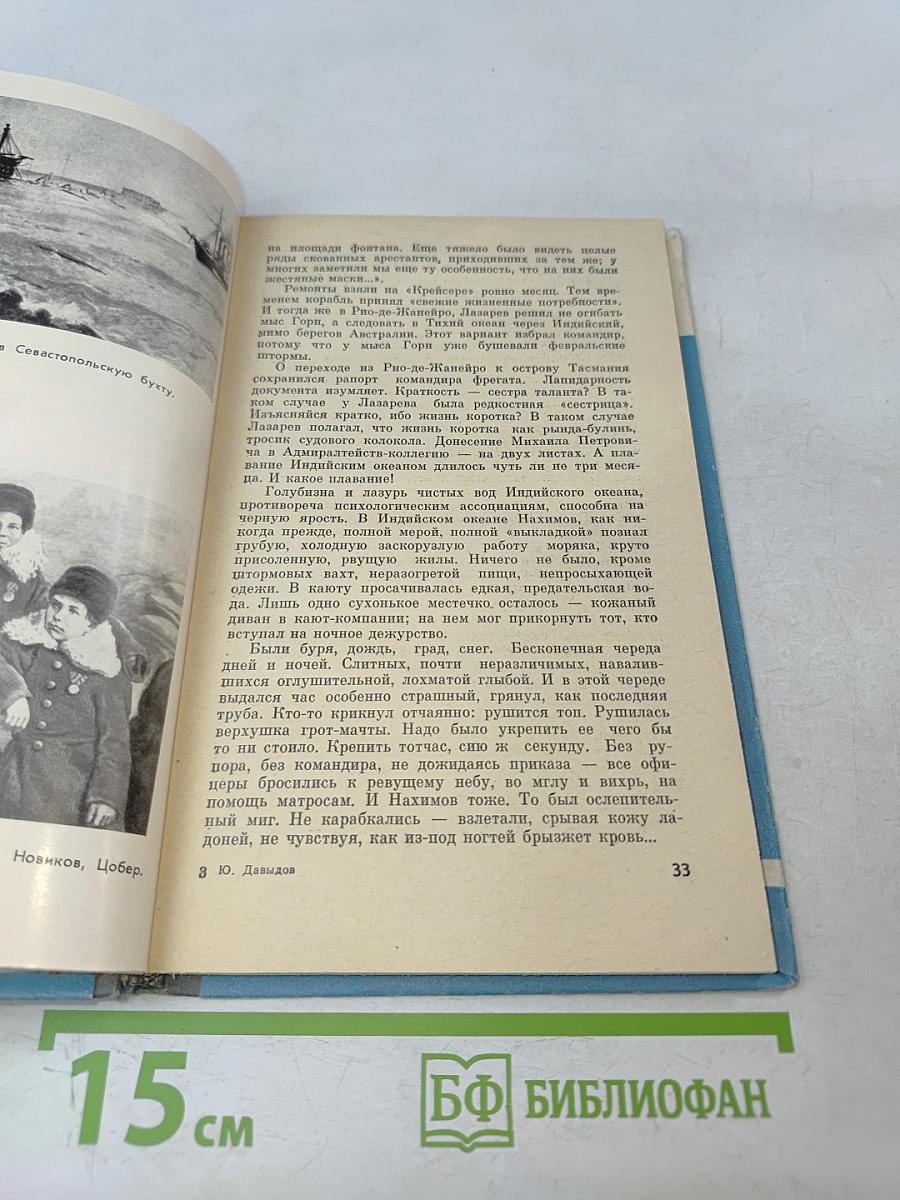 в Севастопольскую бухту.
Новиков, Цобер.
на площади фонтана. Еще тяжело было видеть целые
ряды скованных арестантов, приходивших за тем же; у
многих заметили мы еще ту особенность, что на них были
жестяные маски...».
Ремонты взяли на «Крейсере» ровно месяц. Тем вре-
менем корабль принял «свежие жизненные потребности».
И тогда же в Рио-де-Жанейро, Лазарев решил не огибать
мыс Горн, а следовать в Тихий океан через Индийский,
мимо берегов Австралии. Этот вариант избрал командир,
потому что у мыса Горн уже бушевали февральские
штормы.
О переходе из Рио-де-Жанейро к острову Тасмания
сохранился рапорт командира фрегата. Лапидарность
документа изумляет. Краткость — сестра таланта? В та-
ком случае у Лазарева была редкостная «сестрица».
Изъясняйся кратко, ибо жизнь коротка? В таком случае
Лазарев полагал, что жизнь коротка как рында-булинь,
тросик судового колокола. Донесение Михаила Петрови-
ча в Адмиралтейств-коллегию — на двух листах. А пла-
вание Индийским океаном длилось чуть ли не три меся-
ца. И какое плавание!
Голубизна и лазурь чистых вод Индийского океана,
противореча психологическим ассоциациям, способна на
черную ярость. В Индийском океане Нахимов, как ни-
когда прежде, полной мерой, полной «выкладкой» познал
грубую, холодную заскорузлую работу моряка, круто
присоленную, рвущую жилы. Ничего не было, кроме
штормовых вахт, неразогретой пищи, непросыхающей
одежи. В каюту просачивалась едкая, предательская во-
да. Лишь одно сухонькое местечко осталось — кожаный
диван в кают-компании; на нем мог прикорнуть тот, кто
вступал на ночное дежурство.
Были буря, дождь, град, снег. Бесконечная череда
дней и ночей. Слитных, почти неразличимых, навалив-
шихся оглушительной, лохматой глыбой. И в этой череде
выдался час особенно страшный, грянул, как последняя
труба. Кто-то крикнул отчаянно: рушится топ. Рушилась
верхушка грот-мачты. Надо было укрепить ее чего бы
то ни стоило. Крепить тотчас, сию ж секунду. Без ру-
пора, без командира, не дожидаясь приказа — все офи-
церы бросились к ревущему небу, во мглу и вихрь, на
помощь матросам. И Нахимов тоже. То был ослепитель-
ный миг. Не карабкались — взлетали, срывая кожу ла-
доней, не чувствуя, как из-под ногтей брызжет кровь...
3 Ю. Давыдов
33
15 см
БФ БИБЛИОФАН